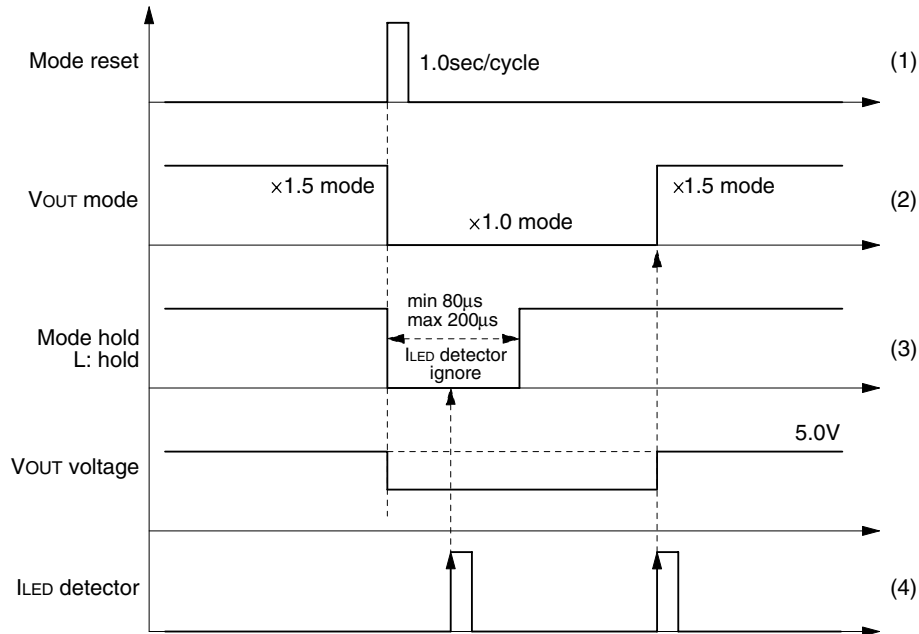 Mode reset
1.0sec/cycle
(1)
VOUT mode
×1.5 mode
×1.0 mode
×1.5 mode
(2)
Mode hold
L: hold
min 80μs
max 200μs
ILED detector
ignore
(3)
VOUT voltage
5.0V
ILED detector
(4)